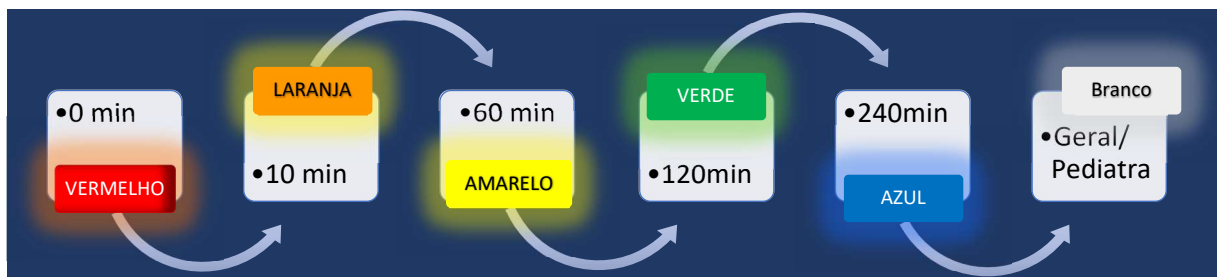 •0 min
VERMELHO
LARANJA
•10 min
•60 min
AMARELO
VERDE
•120min
•240min
AZUL
Branco
•Geral/
Pediatra